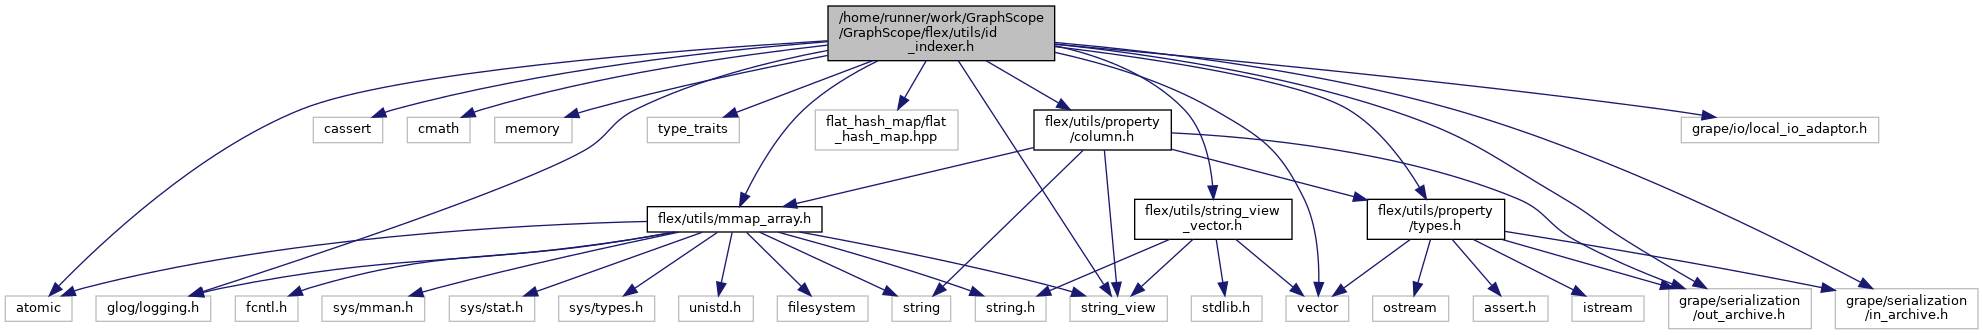 /home/runner/work/GraphScope
/GraphScope/flex/utils/id
_indexer.h
cassert
cmath
memory
type_traits
flat_hash_map/flat
_hash_map.hpp
flex/utils/property
/column.h
grape/io/local_io_adaptor.h
flex/utils/mmap_array.h
flex/utils/string_view
_vector.h
flex/utils/property
/types.h
atomic
glog/logging.h
fcntl.h
sys/mman.h
sys/stat.h
sys/types.h
unistd.h
filesystem
string
string.h
string_view
stdlib.h
vector
ostream
assert.h
istream
grape/serialization
/out_archive.h
grape/serialization
/in_archive.h